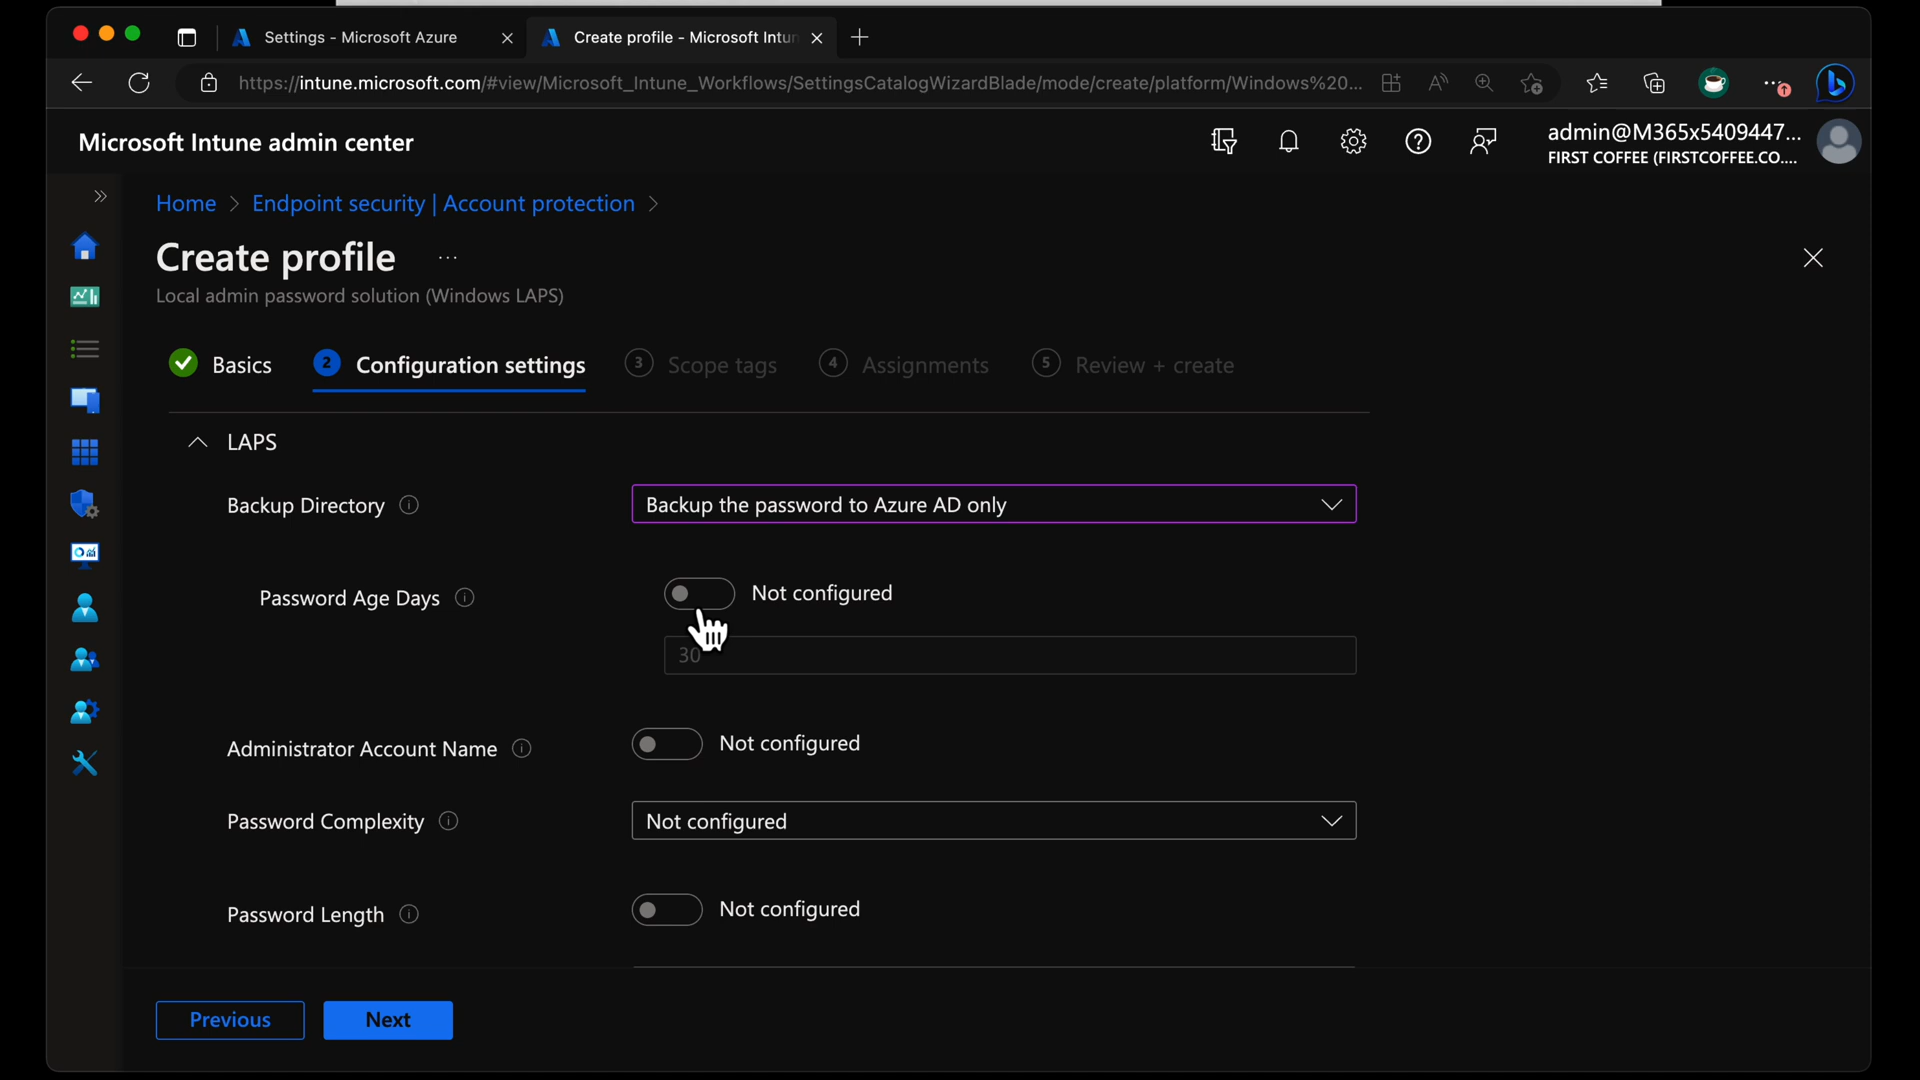 Settings - Microsoft Azure
Create profile - Microsoft Intun
https://intune.microsoft.com/#view/Microsoft_Intune_Workflows/SettingsCatalogWizardBlade/mode/create/platform/Windows%20...
Microsoft Intune admin center
admin@M365x5409447...
FIRST COFFEE (FIRSTCOFFEE.CO....
Home > Endpoint security | Account protection >
Create profile ...
Local admin password solution (Windows LAPS)
Basics
2 Configuration settings
3 Scope tags
4 Assignments
5 Review + create
LAPS
Backup Directory
Backup the password to Azure AD only
Password Age Days
Not configured
30
Administrator Account Name
Not configured
Password Complexity
Not configured
Password Length
Not configured
Previous
Next